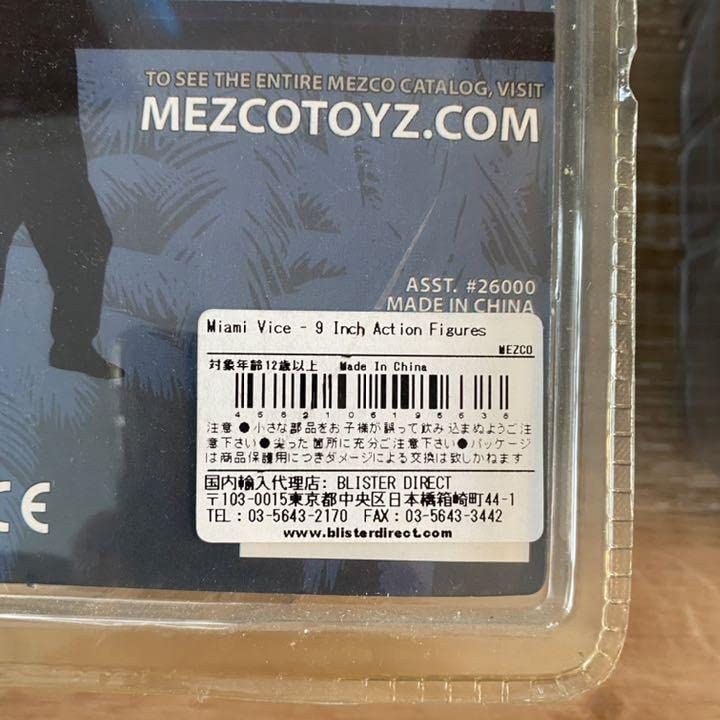 TO SEE THE ENTIRE MEZCO CATALOG, VISIT
MEZCOTOYZ.COM
ASST. #26000
MADE IN CHINA
Miami Vice - 9 Inch Action Figures
MEZCO
対象年齢12歳以上 Made In China
4582106195636
注意 ●小さな部品をお子様が誤って飲み込まぬようご注
意下さい●尖った箇所に充分ご注意下さい●パッケージ
は商品保護用につきダメージによる交換は致しかねます
国内輸入代理店: BLISTER DIRECT
〒103-0015東京都中央区日本橋箱崎町44-1
TEL : 03-5643-2170 FAX : 03-5643-3442
www.blisterdirect.com
CE